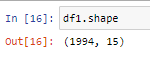 In [16]: df1.shape
Out[16]: (1994, 15)